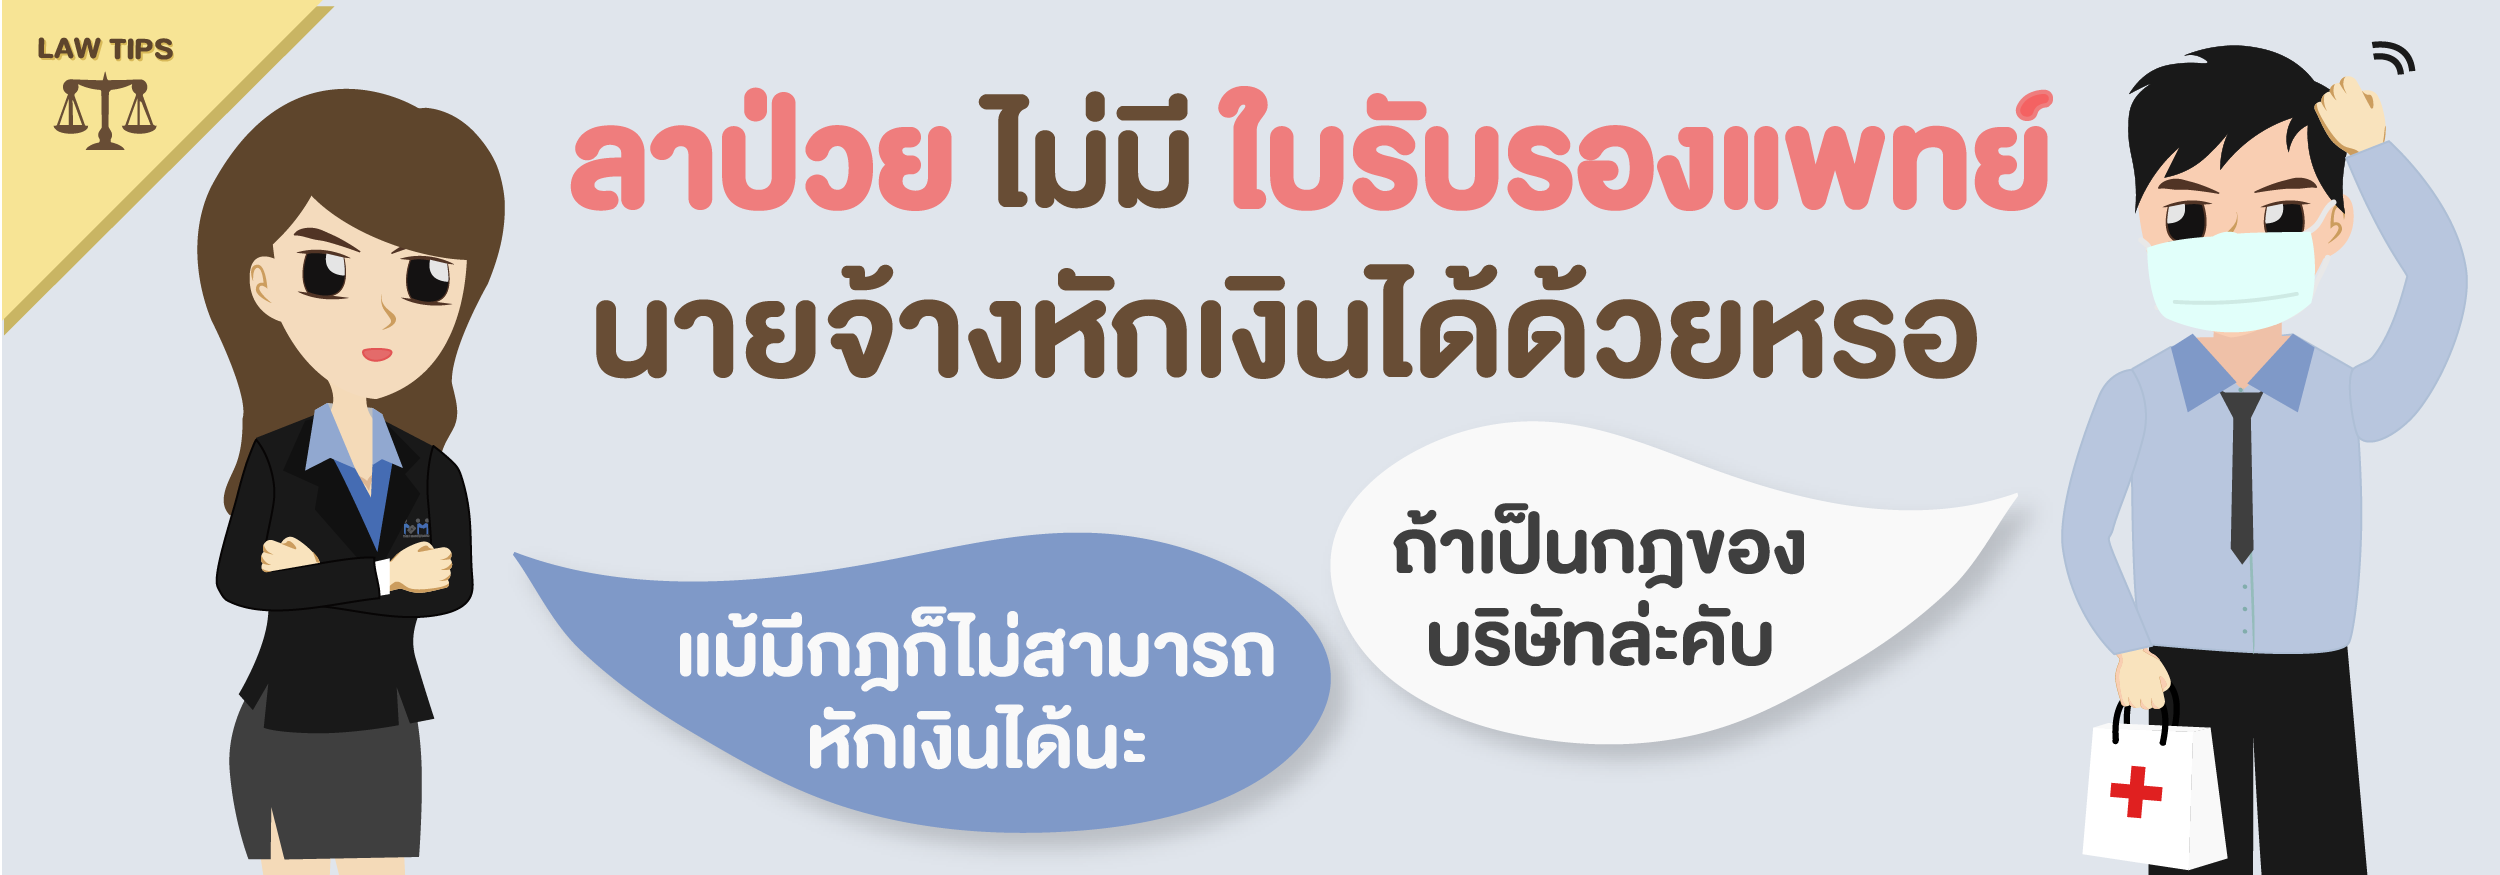 LAW TIPS
ลาป่วย ไม่มี ใบรับรองแพทย์
นายจ้างหักเงินได้ด้วยหรอ
ถ้าเป็นกฎของ
บริษัทล่ะคับ
แม้มีกฎก็ไม่สามารถ
หักเงินได้นะ